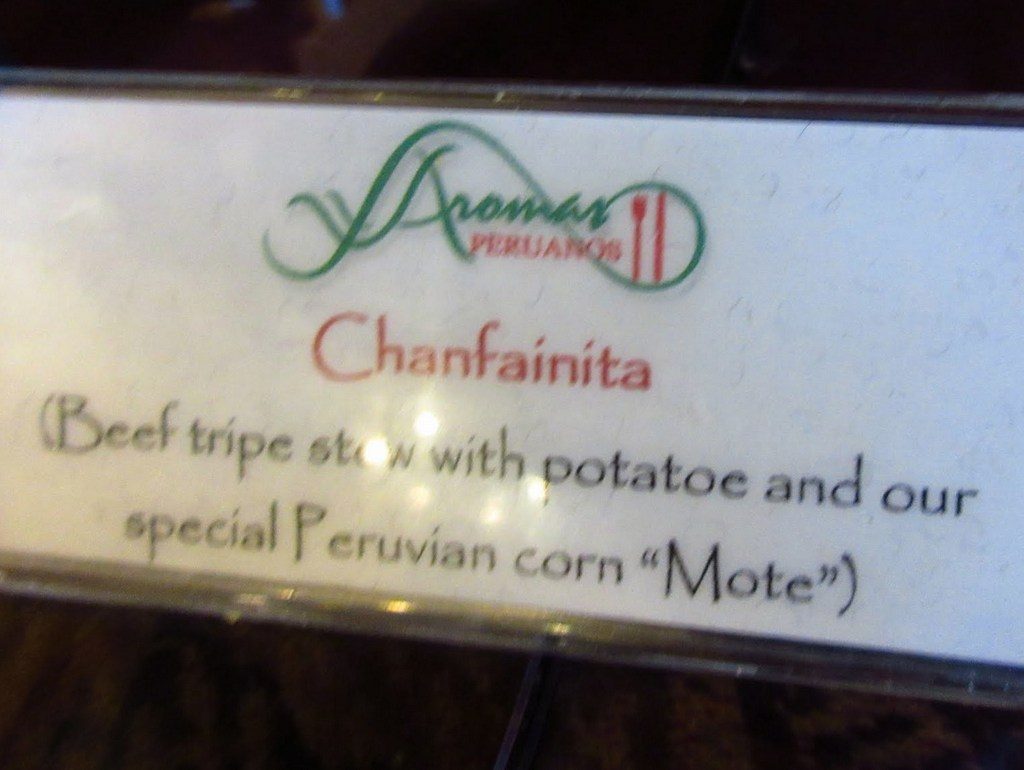 Aromas
PERUANOS
Chanfainita
(Beef tripe stew with potatoe and our
special Peruvian corn “Mote”)